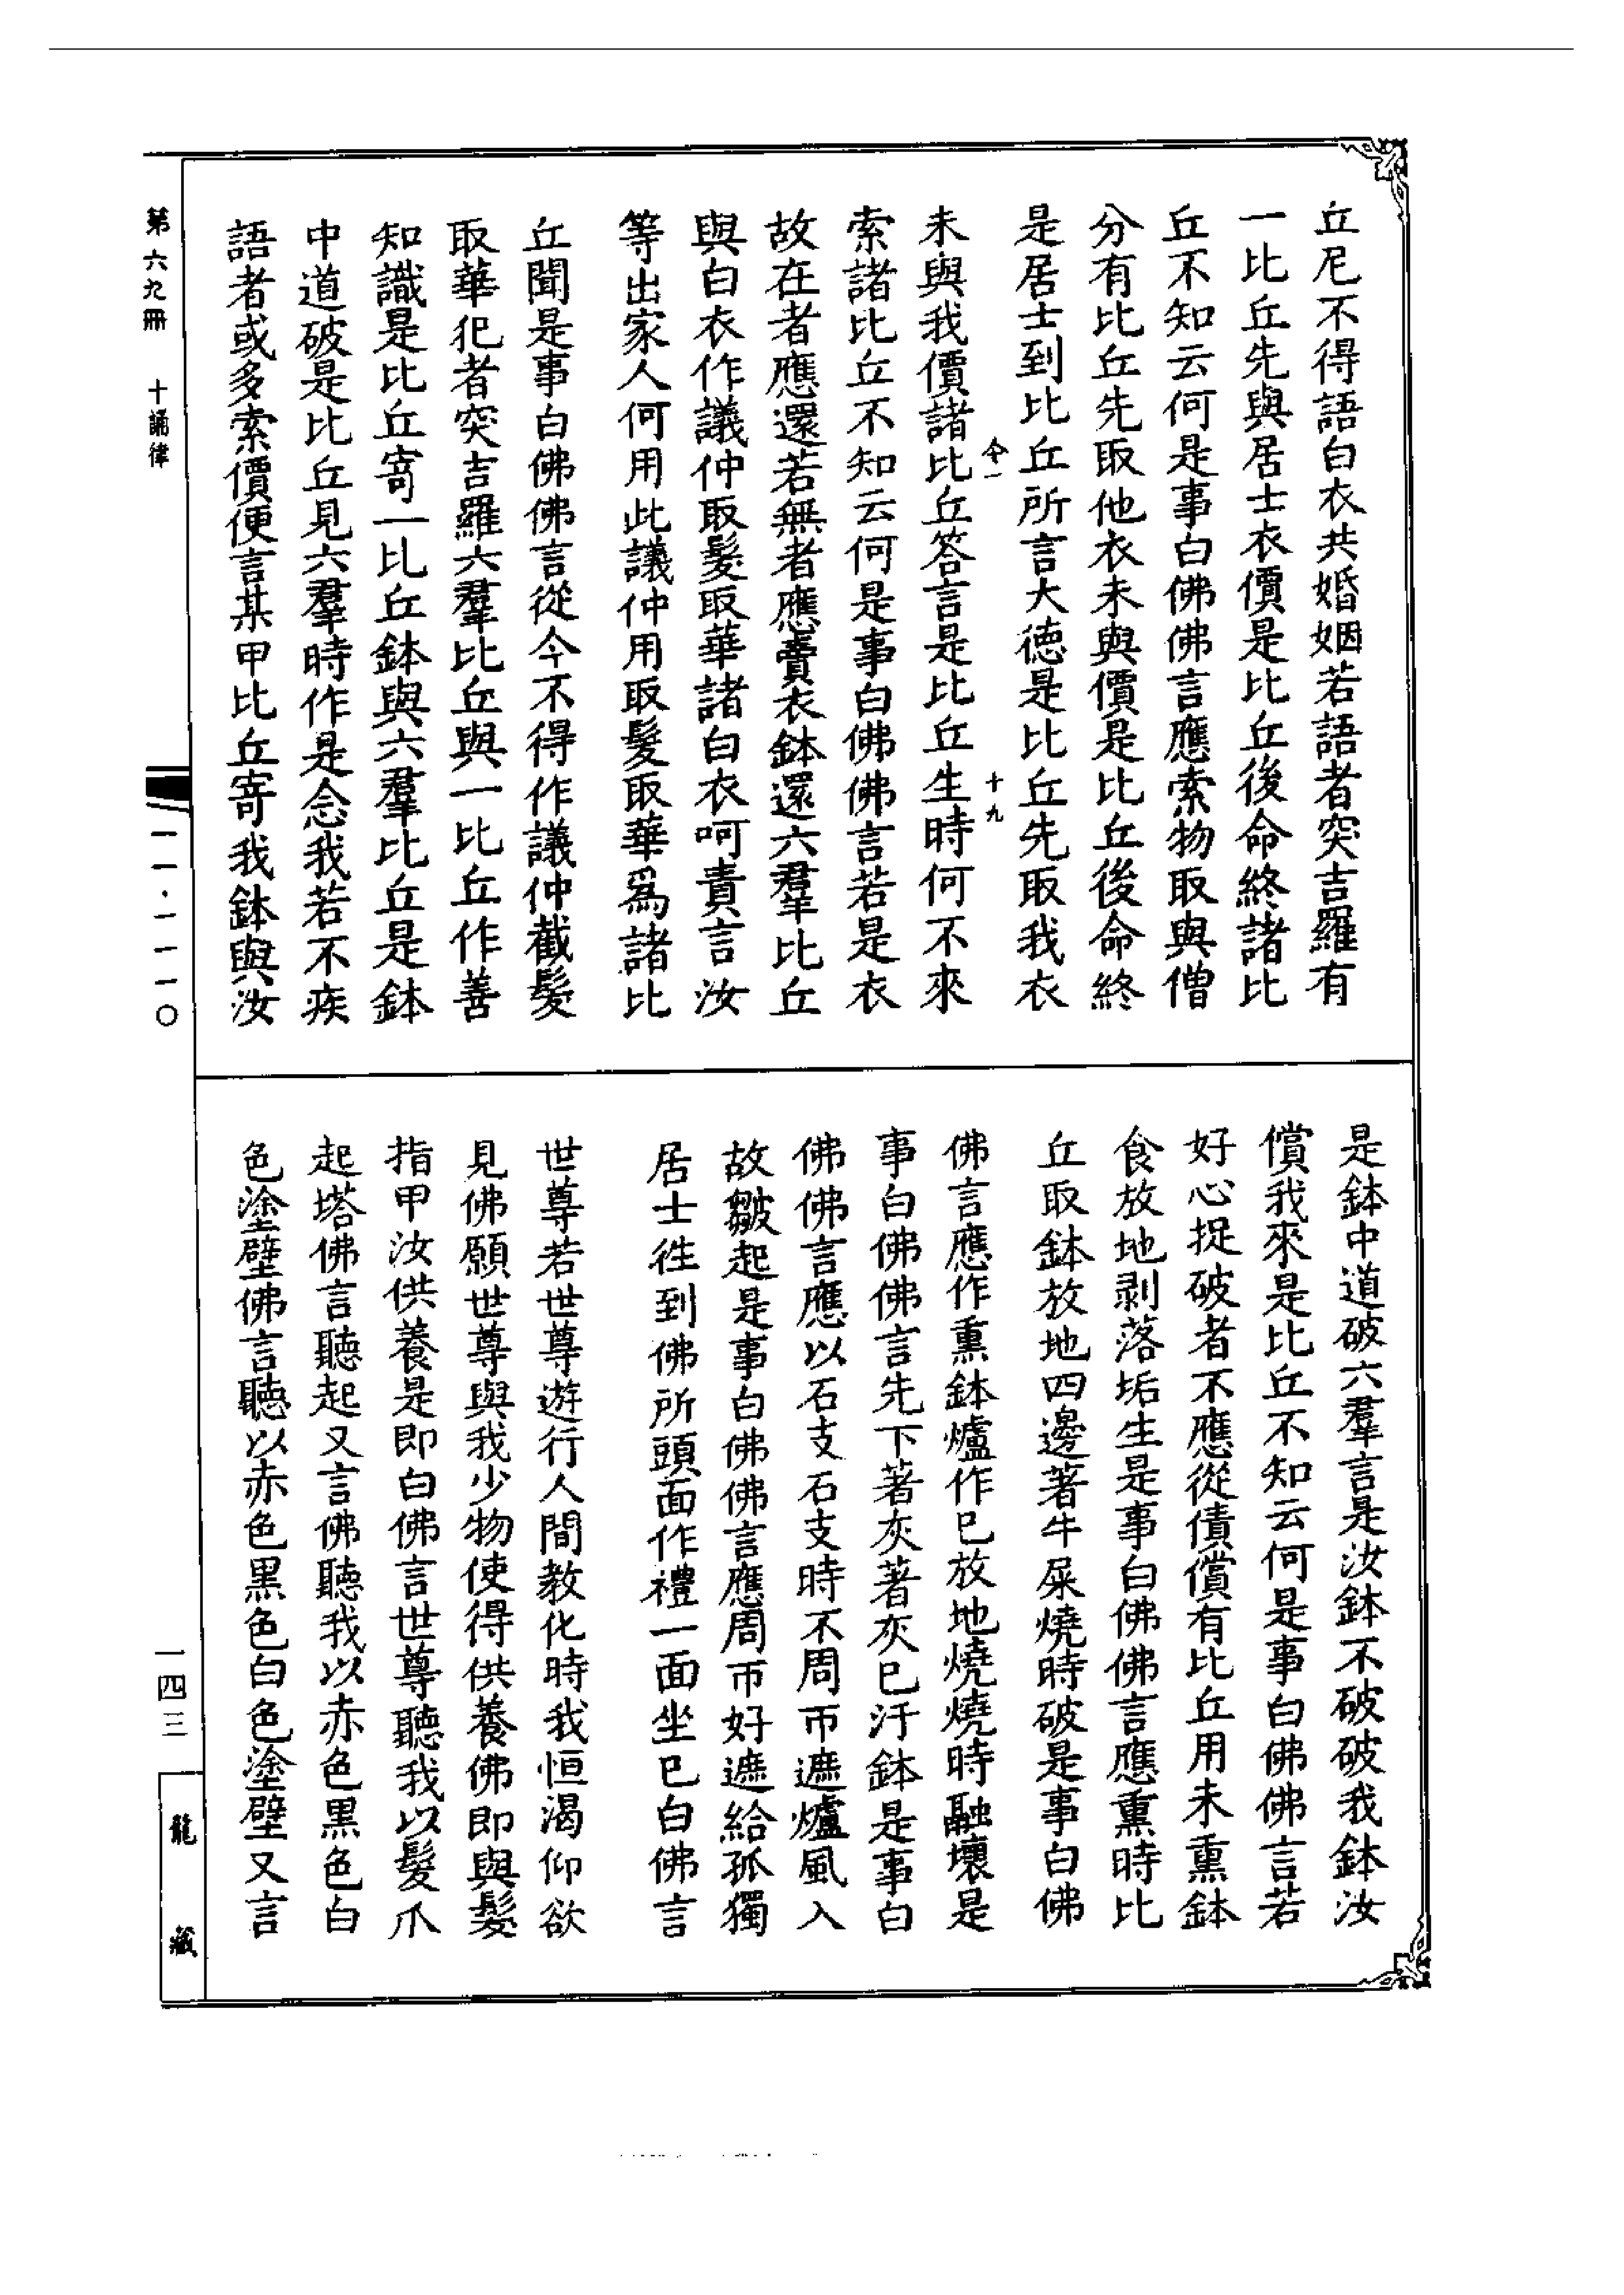 丘尼不得語白衣共婚姻若語者突吉羅有
一比丘先與居士衣價是比丘後命終諸比
丘不知云何是事白佛佛言應索物取與僧
分有比丘先取他衣未與價是比丘後命終
是居士到比丘所言大德是比丘先取我衣
令一 十九
未與我價諸比丘答言是比丘生時何不來
索諸比丘不知云何是事白佛佛言若是衣
故在者應還若無者應賣衣鉢還六羣比丘
與白衣作議仲取髮取華諸白衣呵責言汝
等出家人何用此議仲用取髮取華爲諸比
丘聞是事白佛佛言從今不得作議仲截髮
取華犯者突吉羅六羣比丘與一比丘作善
知識是比丘寄一比丘鉢與六羣比丘是鉢
中道破是比丘見六羣時作是念我若不疾
語者或多索價便言某甲比丘寄我鉢與汝
是鉢中道破六羣言是汝鉢不破破我鉢汝
償我來是比丘不知云何是事白佛佛言若
好心捉破者不應從債償有比丘用未熏鉢
食放地剥落垢生是事白佛佛言應熏時比
丘取鉢放地四邊著牛屎燒時破是事白佛
佛言應作熏鉢爐作已放地燒燒時融壞是
事白佛佛言先下著灰著灰已汙鉢是事白
佛佛言應以石支石支時不周帀遮爐風入
故皺起是事白佛佛言應周帀好遮給孤獨
居士徃到佛所頭面作禮一面坐已白佛言
世尊若世尊遊行人間教化時我恒渴仰欲
見佛願世尊與我少物使得供養佛即與髮
指甲汝供養是即白佛言世尊聽我以髮爪
起塔佛言聽起又言佛聽我以赤色黒色白
色塗壁佛言聽以赤色黒色白色塗壁又言
第六九冊 十誦律
一一·一一一〇
一四三
龍藏